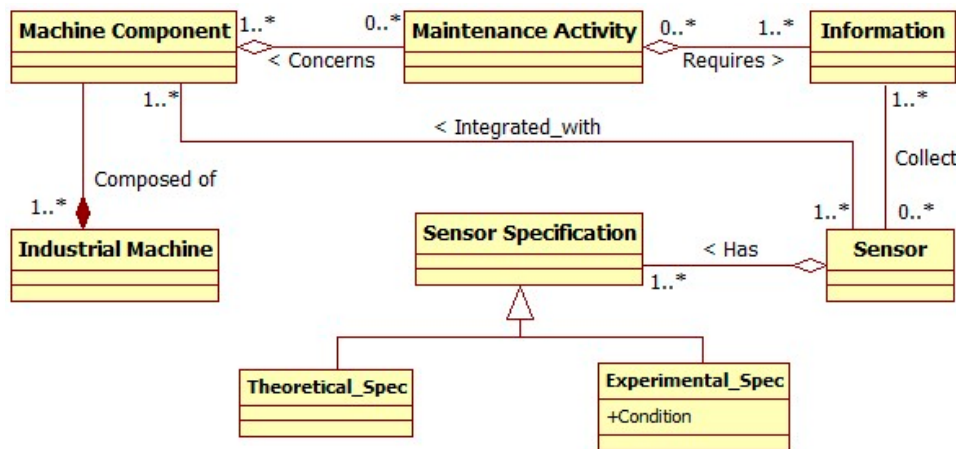 Machine Component
1..*
0..*
< Concerns
Maintenance Activity
0..*
1..*
Requires >
Information
1..*
1..*
< Integrated_with
Collect
Composed of
1..*
1..*
0..*
Industrial Machine
Sensor Specification
< Has
1..*
Sensor
Theoretical_Spec
Experimental_Spec
+Condition